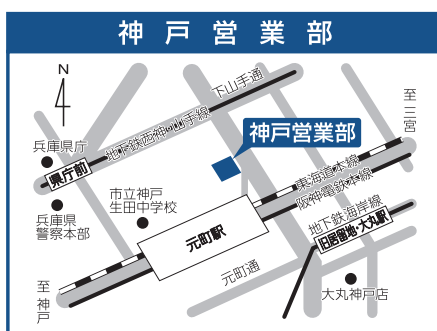 神戸営業部
N
下山手通
地下鉄西神・山手線
至三宮
兵庫県庁
県庁前
神戸営業部
兵庫県
警察本部
市立神戸
生田中学校
東海道本線
阪神電鉄本線
元町駅
地下鉄海岸線
旧居留地・大丸駅
元町通
至神戸
大丸神戸店